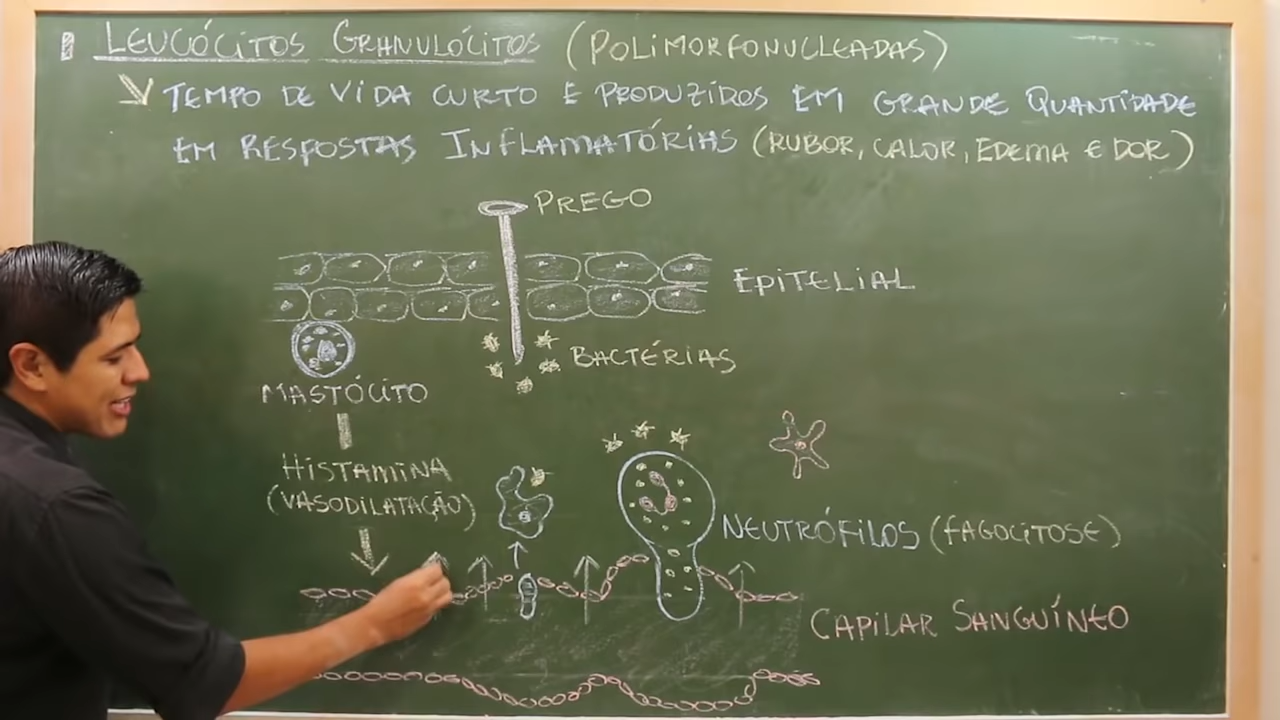 LEUCÓCITOS GRANULÓCITOS (POLIMORFONUCLEADAS)
TEMPO DE VIDA CURTO E PRODUZIDOS EM GRANDE QUANTIDADE
EM RESPOSTAS INFLAMATÓRIAS (RUBOR, CALOR, EDEMA E DOR)
PREGO
EPITELIAL
BACTÉRIAS
MASTÓCITO
HISTAMINA
(VASODILATAÇÃO)
NEUTRÓFILOS (FAGOCITOSE)
CAPILAR SANGUÍNEO